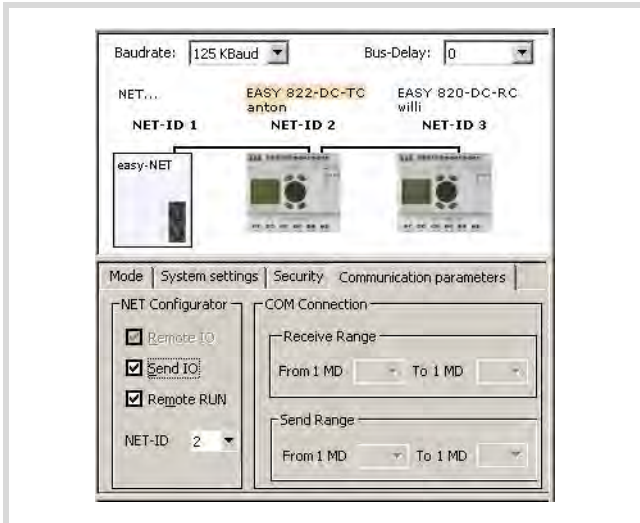 Baudrate: 125 KBaud Bus-Delay: 0
NET... EASY 822-DC-TC EASY 820-DC-RC
anton willi
NET-ID 1 NET-ID 2 NET-ID 3
easy-NET
Mode System settings Security Communication parameters
NET Configurator COM Connection
Remote IO Receive Range
Send IO From 1 MD To 1 MD
Remote RUN
Send Range
NET-ID 2 From 1 MD To 1 MD